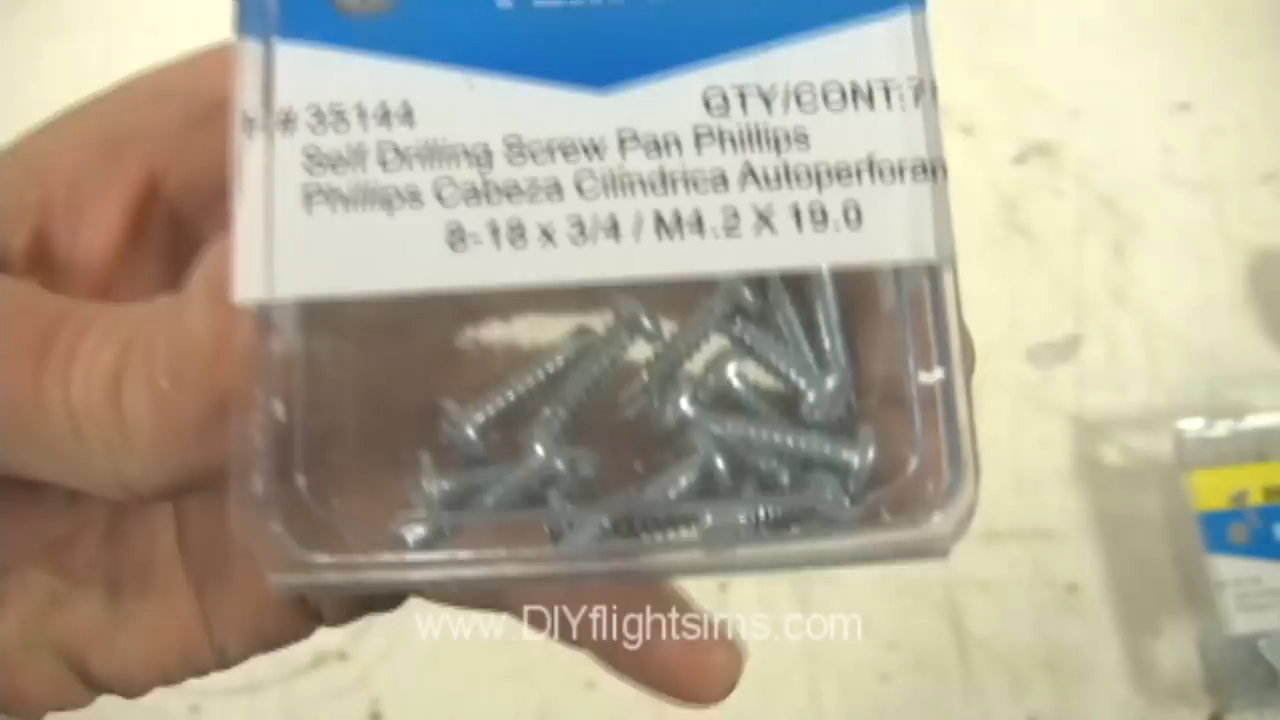 # 35144
QTY/CONT:
Self Drilling Screw Pan Phillips
Phillips Cabeza Cilíndrica Autoperforan
8-18 x 3/4 / M4.2 X 19.0
www.DIYflightsims.com